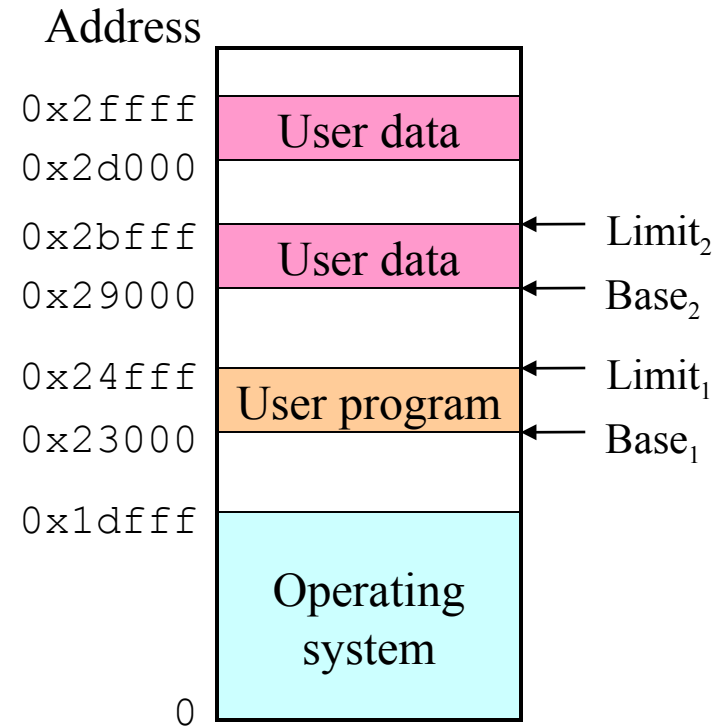 Address
0x2ffff
User data
0x2d000
0x2bfff
User data
Limit₂
0x29000
Base₂
0x24fff
User program
Limit₁
0x23000
Base₁
0x1dfff
Operating
system
0